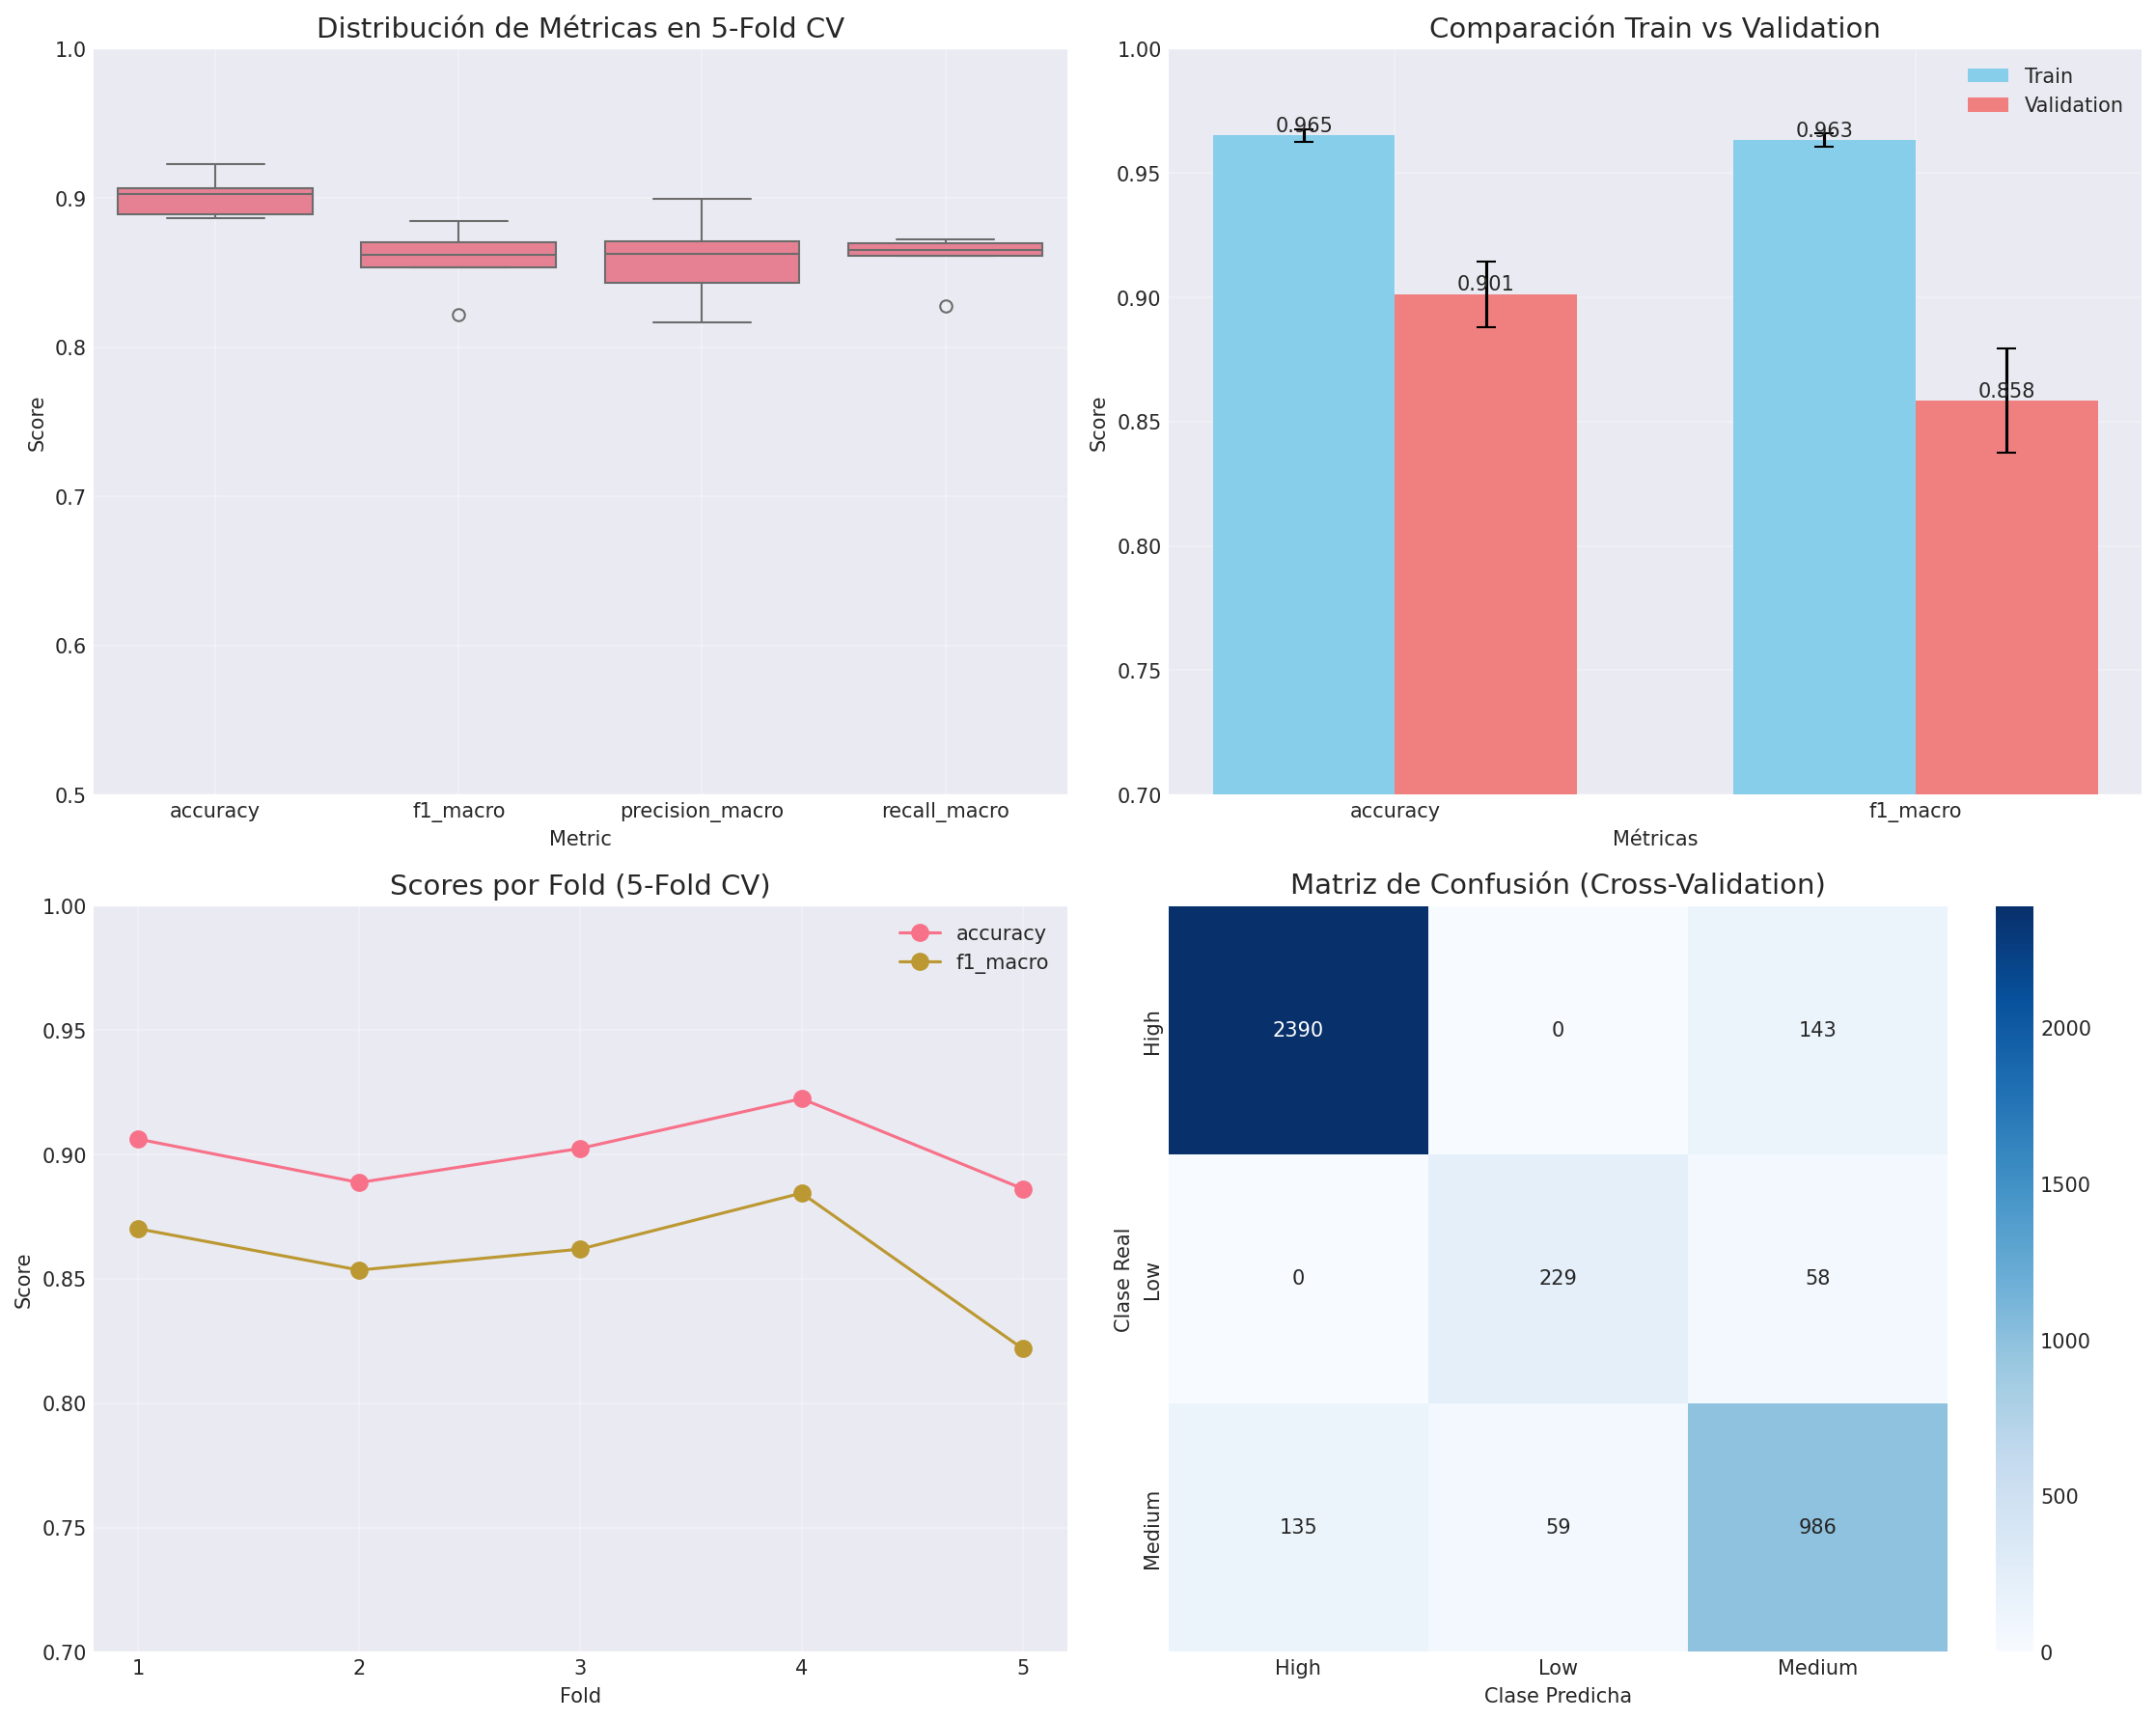 Distribución de Métricas en 5-Fold CV
1.0
0.9
0.8
0.7
0.6
0.5
Score
accuracy f1_macro precision_macro recall_macro
Metric
Comparación Train vs Validation
Train
Validation
1.00
0.95
0.90
0.85
0.80
0.75
0.70
Score
0.965
0.901
0.963
0.858
accuracy f1_macro
Métricas
Scores por Fold (5-Fold CV)
accuracy
f1_macro
1.00
0.95
0.90
0.85
0.80
0.75
0.70
Score
1 2 3 4 5
Fold
Matriz de Confusión (Cross-Validation)
Clase Real
High
2390 0 143
Low
0 229 58
Medium
135 59 986
High Low Medium
Clase Predicha
2000
1500
1000
500
0